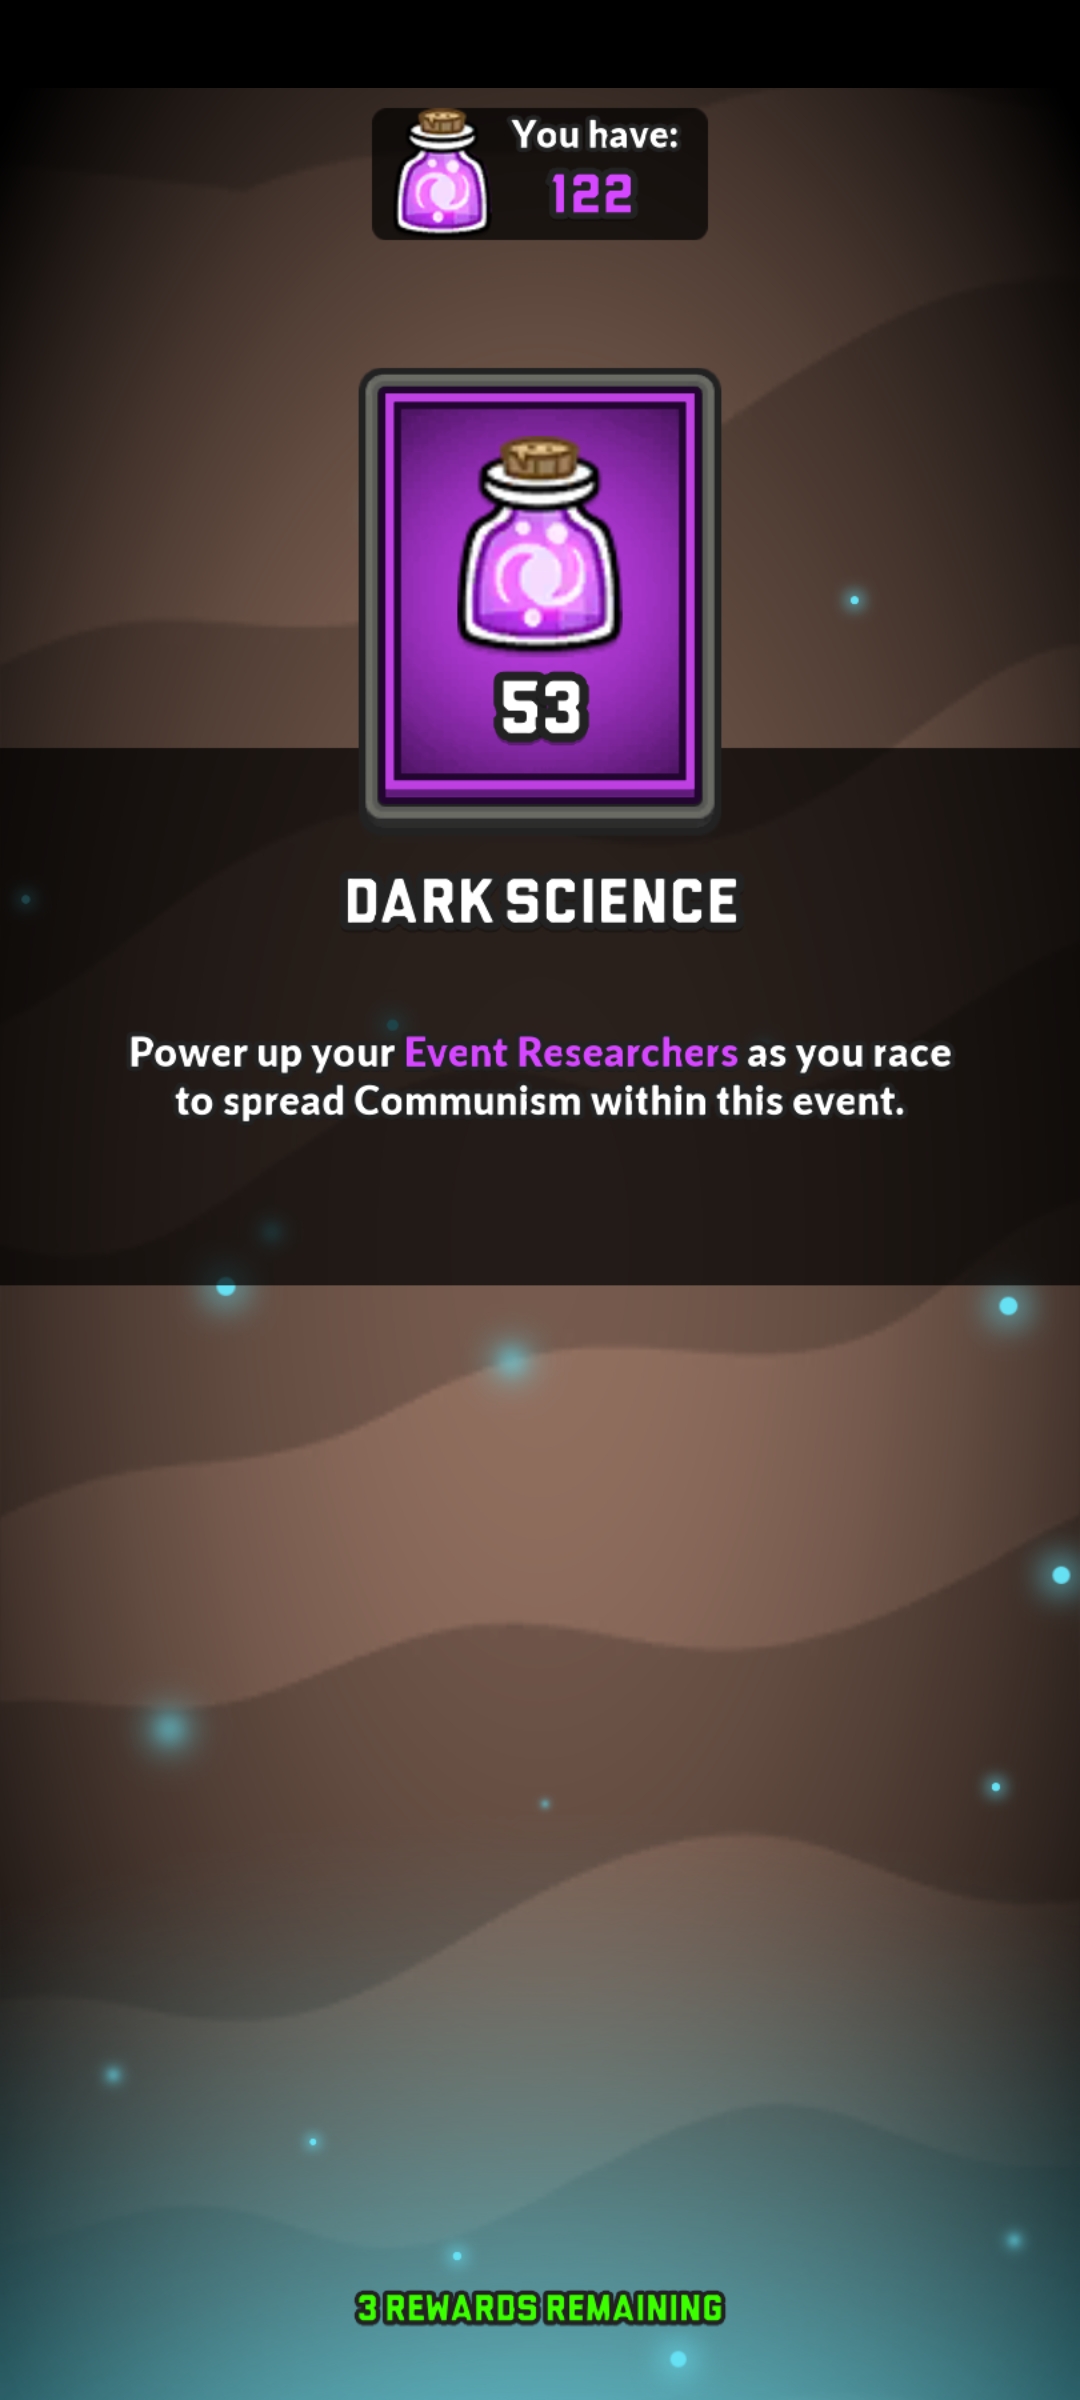 You have:
122
53
DARK SCIENCE
Power up your Event Researchers as you race
to spread Communism within this event.
3 REWARDS REMAINING